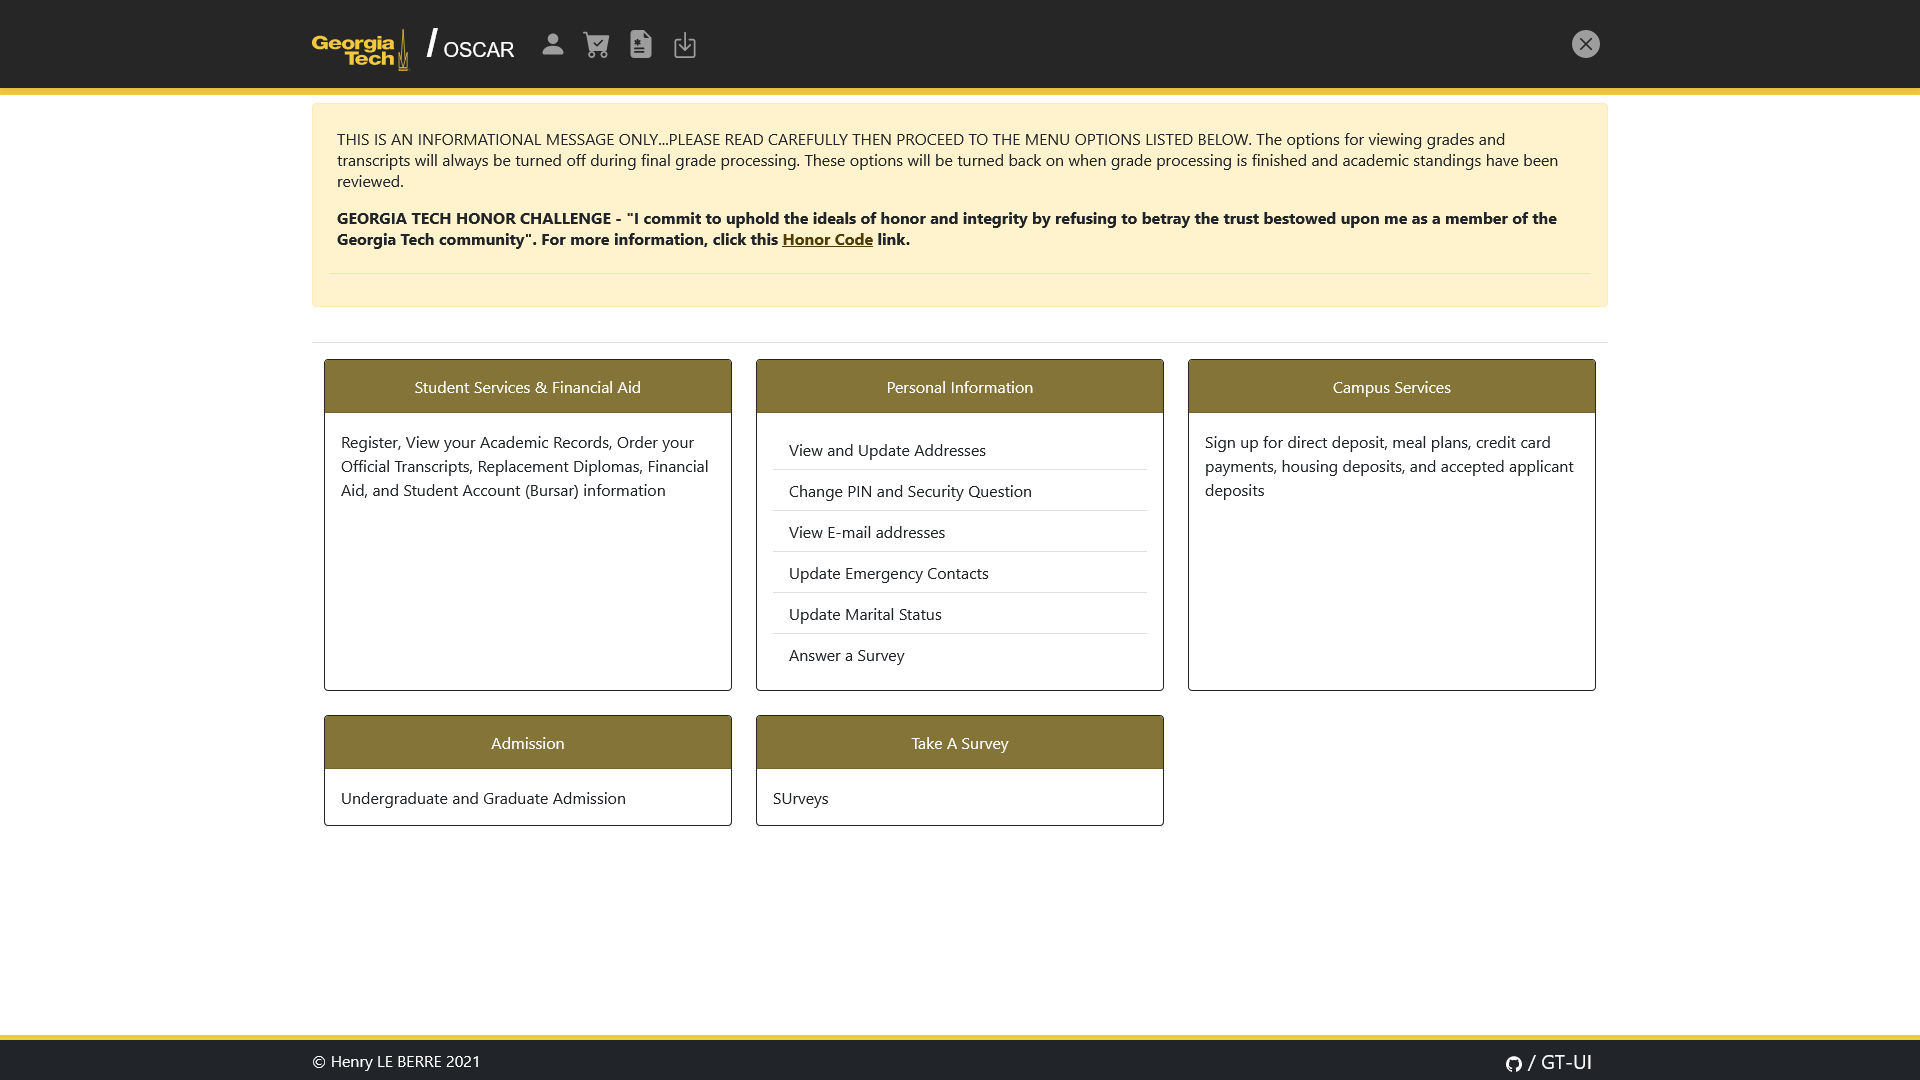 Georgia Tech / OSCAR
THIS IS AN INFORMATIONAL MESSAGE ONLY...PLEASE READ CAREFULLY THEN PROCEED TO THE MENU OPTIONS LISTED BELOW. The options for viewing grades and
transcripts will always be turned off during final grade processing. These options will be turned back on when grade processing is finished and academic standings have been
reviewed.
GEORGIA TECH HONOR CHALLENGE - "I commit to uphold the ideals of honor and integrity by refusing to betray the trust bestowed upon me as a member of the
Georgia Tech community". For more information, click this Honor Code link.
Student Services & Financial Aid
Register, View your Academic Records, Order your
Official Transcripts, Replacement Diplomas, Financial
Aid, and Student Account (Bursar) information
Personal Information
View and Update Addresses
Change PIN and Security Question
View E-mail addresses
Update Emergency Contacts
Update Marital Status
Answer a Survey
Campus Services
Sign up for direct deposit, meal plans, credit card
payments, housing deposits, and accepted applicant
deposits
Admission
Undergraduate and Graduate Admission
Take A Survey
SUrveys
© Henry LE BERRE 2021
/ GT-UI